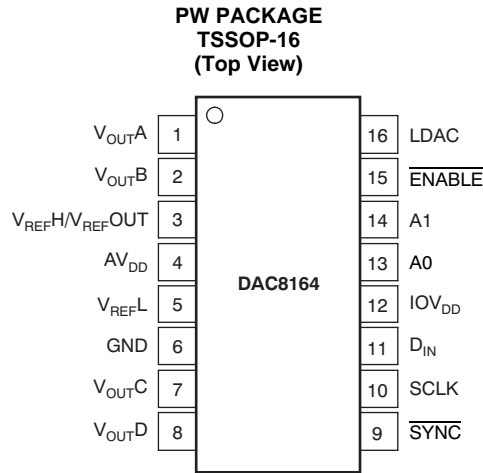 PW PACKAGE
TSSOP-16
(Top View)
VOUTA 1 16 LDAC
VOUTB 2 15 ENABLE
VREFH/VREFOUT 3 14 A1
AVDD 4 13 A0
DAC8164
VREFL 5 12 IOVDD
GND 6 11 DIN
VOUTC 7 10 SCLK
VOUTD 8 9 SYNC